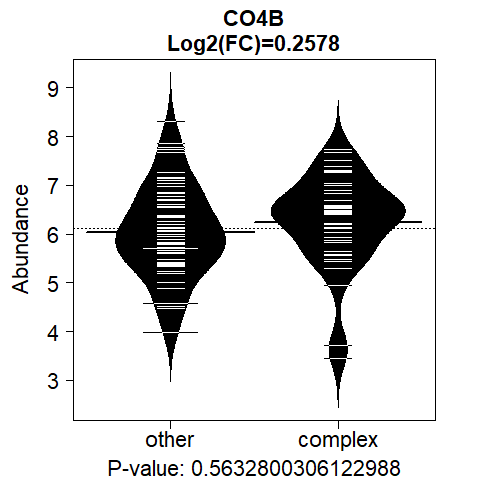 CO4B
Log2(FC)=0.2578
Abundance
9
8
7
6
5
4
3
other complex
P-value: 0.5632800306122988